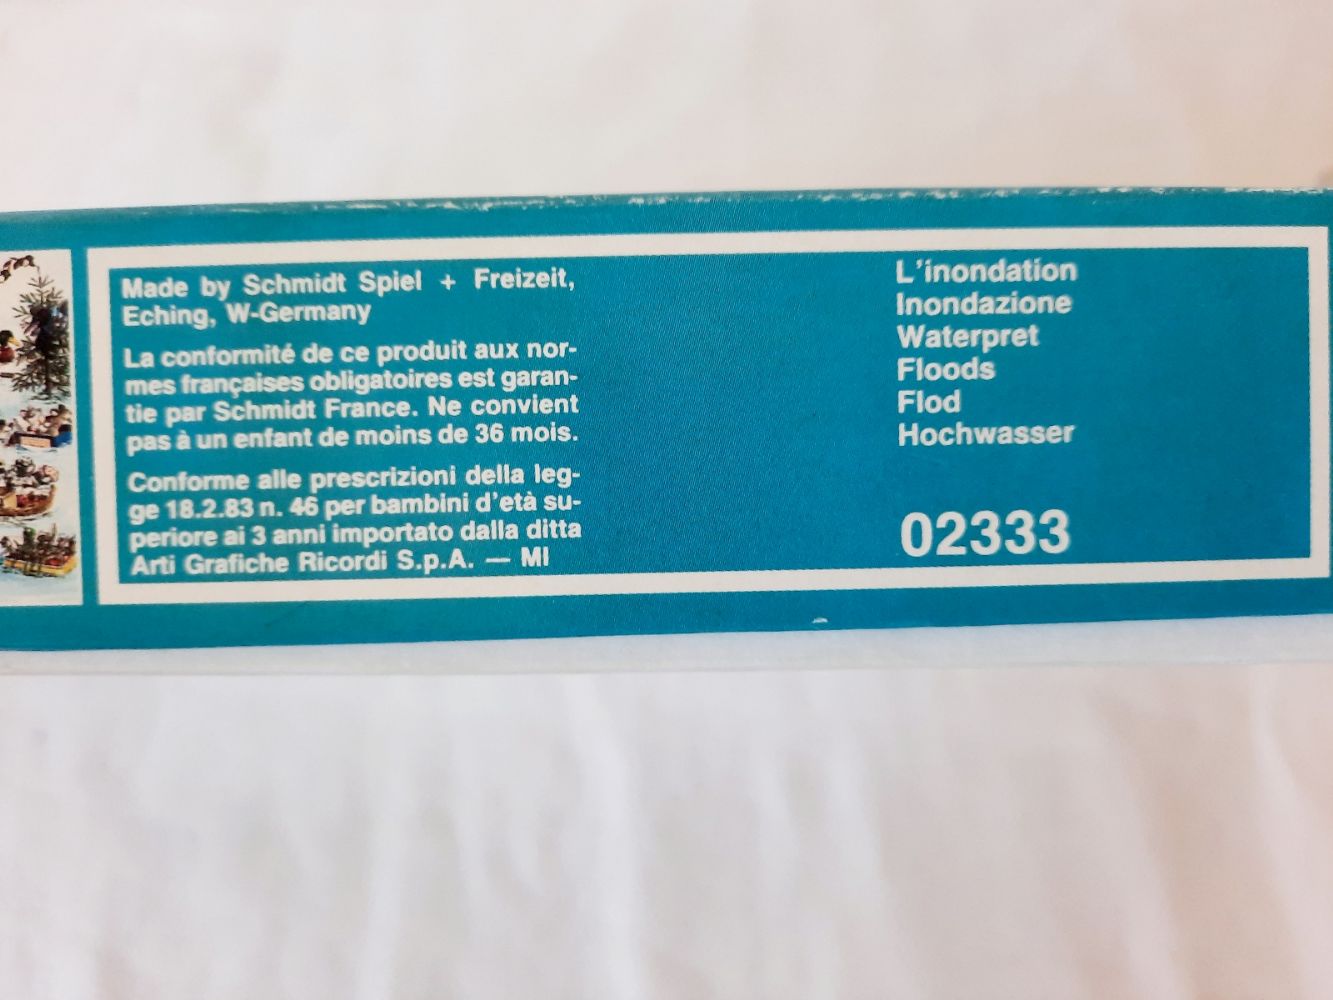 Made by Schmidt Spiel + Freizeit,
Eching, W-Germany
La conformité de ce produit aux nor-
mes françaises obligatoires est garan-
tie par Schmidt France. Ne convient
pas à un enfant de moins de 36 mois.
Conforme alle prescrizioni della leg-
ge 18.2.83 n. 46 per bambini d'età su-
periore ai 3 anni importato dalla ditta
Arti Grafiche Ricordi S.p.A. — MI
L'inondation
Inondazione
Waterpret
Floods
Flod
Hochwasser
02333